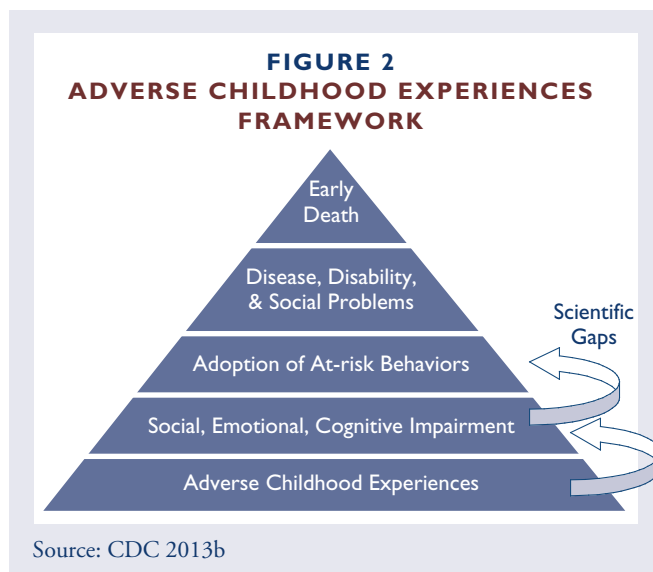 FIGURE 2
ADVERSE CHILDHOOD EXPERIENCES
FRAMEWORK
Early
Death
Disease, Disability,
& Social Problems
Scientific
Gaps
Adoption of At-risk Behaviors
Social, Emotional, Cognitive Impairment
Adverse Childhood Experiences
Source: CDC 2013b